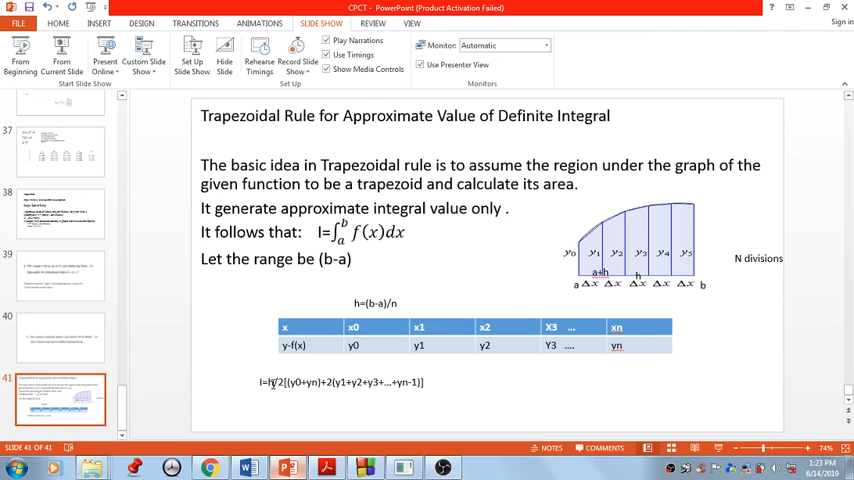 CPCT - PowerPoint (Product Activation Failed)
FILE HOME INSERT DESIGN TRANSITIONS ANIMATIONS SLIDE SHOW REVIEW VIEW Sign in
Play Narrations
Use Timings
Show Media Controls
Monitor: Automatic
Use Presenter View
From Beginning
From Current Slide
Present Online
Custom Slide Show
Set Up Slide Show
Hide Slide
Rehearse Timings
Record Slide Show
Start Slide Show Set Up Monitors
37
38
39
40
41
Trapezoidal Rule for Approximate Value of Definite Integral
The basic idea in Trapezoidal rule is to assume the region under the graph of the
given function to be a trapezoid and calculate its area.
It generate approximate integral value only .
It follows that: I=∫ₐᵇ f(x)dx
Let the range be (b-a)
y₀ y₁ y₂ y₃ y₄ y₅
N divisions
a+h h
a Δx Δx Δx Δx Δx b
h=(b-a)/n
x x0 x1 x2 X3 ... xn
y-f(x) y0 y1 y2 Y3 .... yn
I=h/2[(y0+yn)+2(y1+y2+y3+...+yn-1)]
SLIDE 41 OF 41 NOTES COMMENTS 74%
1:23 PM
6/14/2019